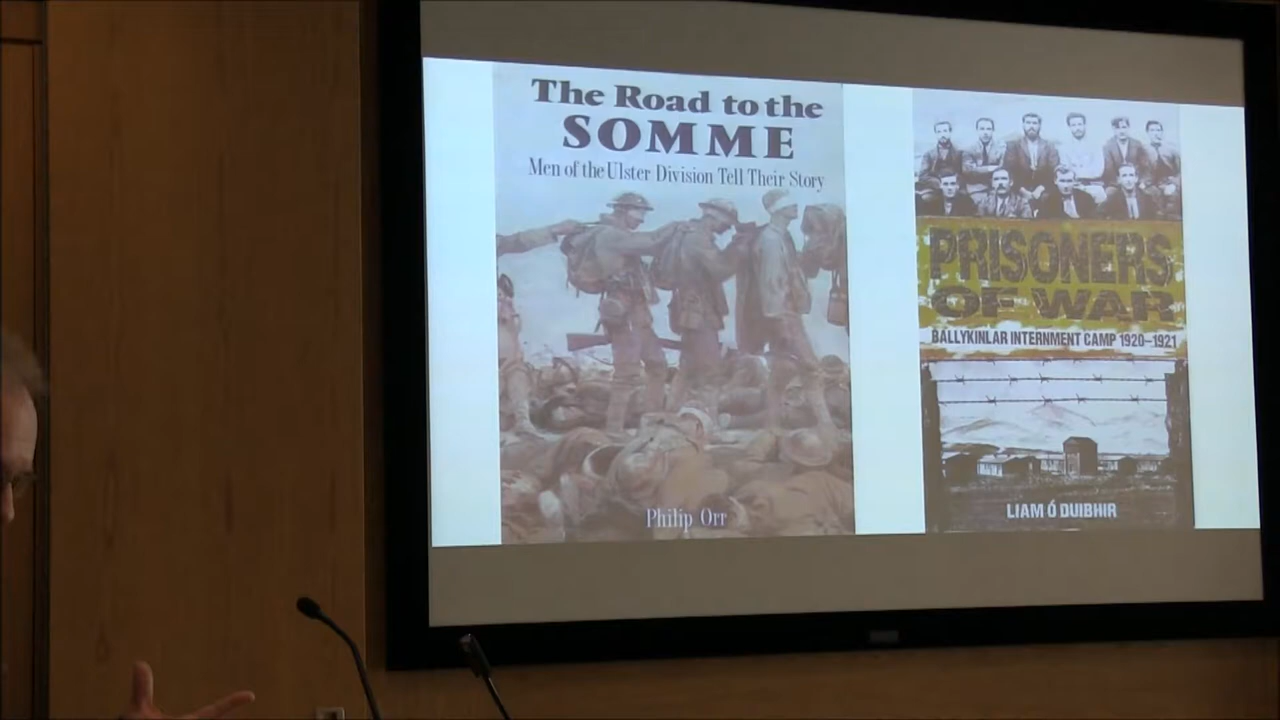 The Road to the
SOMME
Men of the Ulster Division Tell Their Story
Philip Orr
PRISONERS
OF WAR
BALLYKINLAR INTERNMENT CAMP 1920–1921
LIAM Ó DUIBHIR